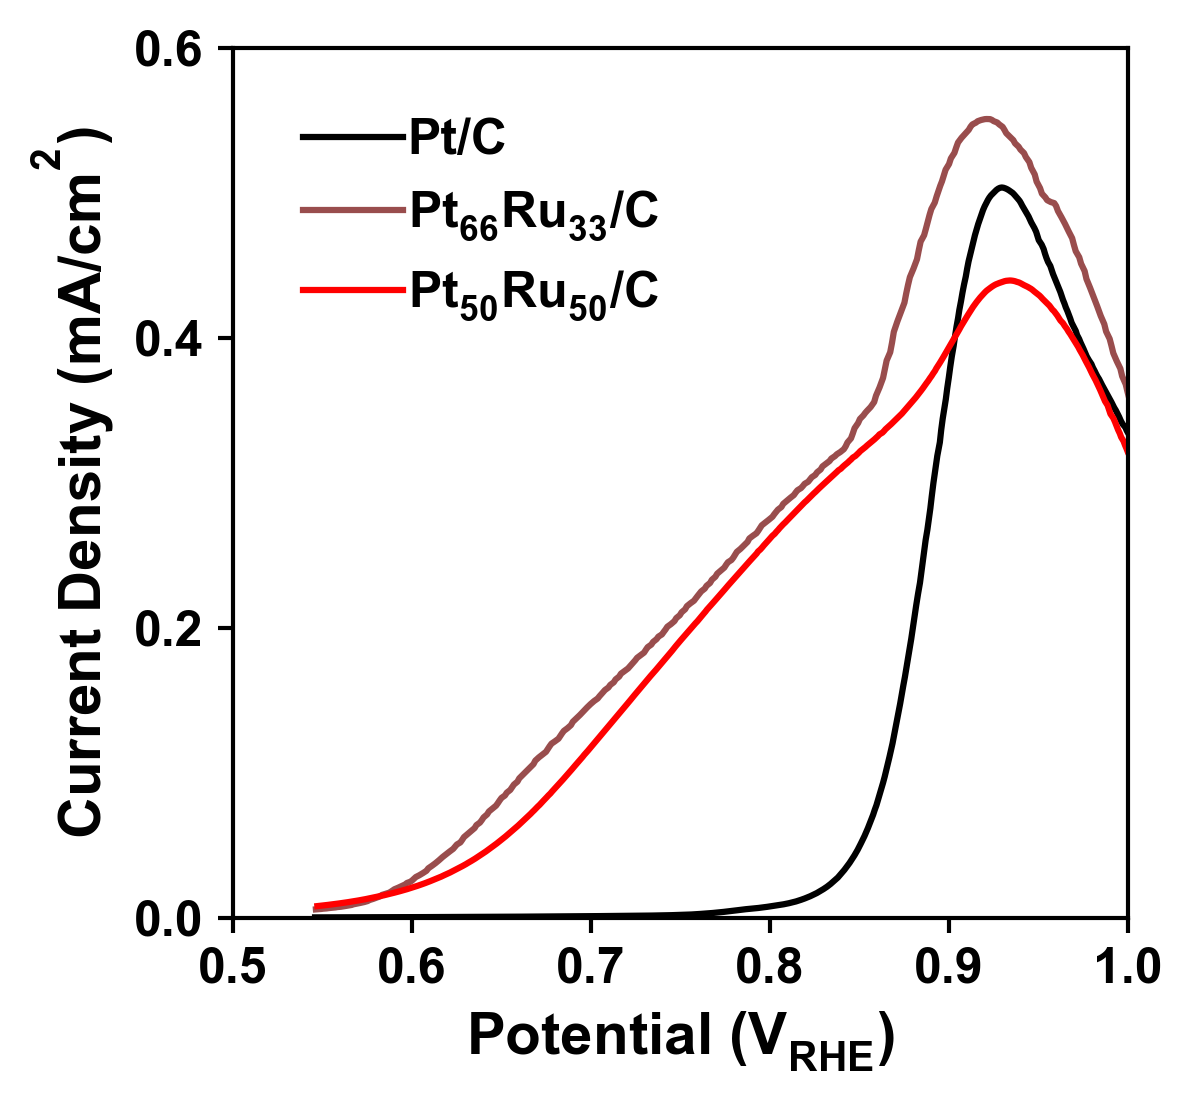 0.6
0.4
0.2
0.0
Current Density (mA/cm²)
Pt/C
Pt₆₆Ru₃₃/C
Pt₅₀Ru₅₀/C
0.5 0.6 0.7 0.8 0.9 1.0
Potential (V_RHE)